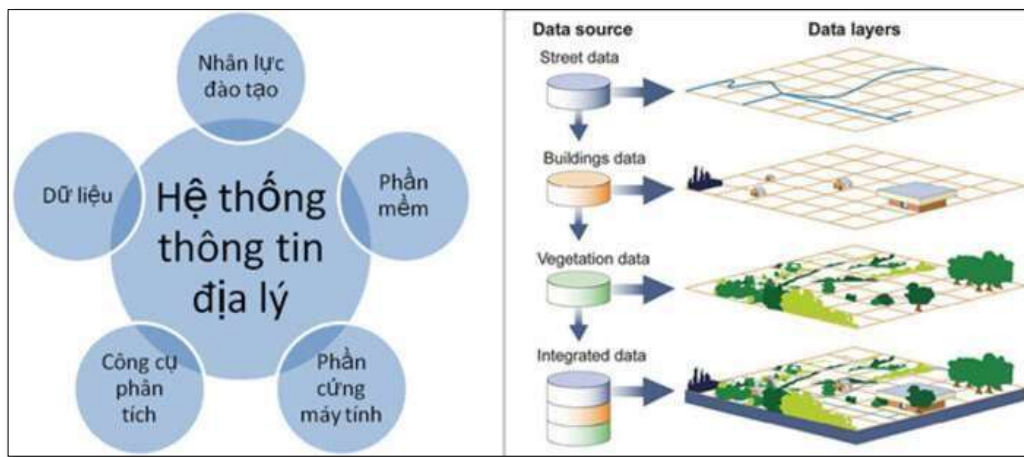 Nhân lực
đào tạo
Dữ liệu
Hệ thống
thông tin
địa lý
Phần
mềm
Công cụ
phân
tích
Phần
cứng
máy tính
Data source
Data layers
Street data
Buildings data
Vegetation data
Integrated data